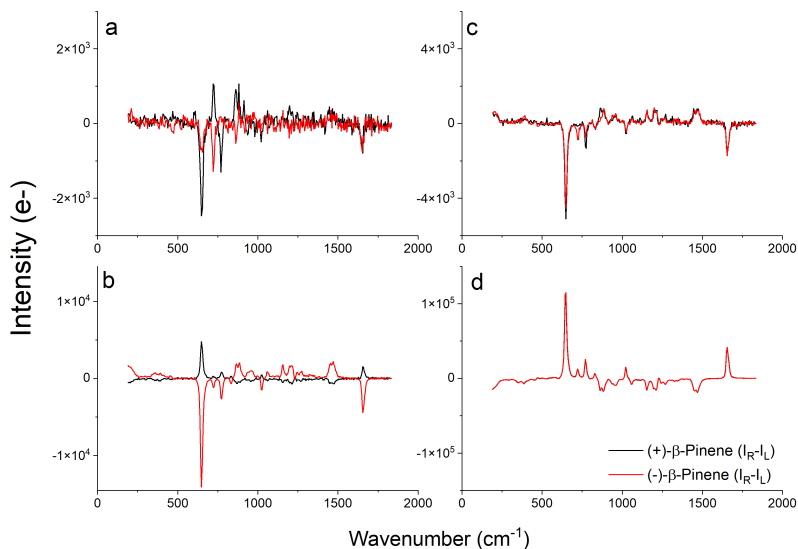 a
2×10³
0
-2×10³
0 500 1000 1500 2000
c
4×10³
0
-4×10³
0 500 1000 1500 2000
Intensity (e-)
b
1×10⁴
0
-1×10⁴
0 500 1000 1500 2000
d
1×10⁵
0
-1×10⁵
(+)-β-Pinene (I_R-I_L)
(-)-β-Pinene (I_R-I_L)
0 500 1000 1500 2000
Wavenumber (cm⁻¹)